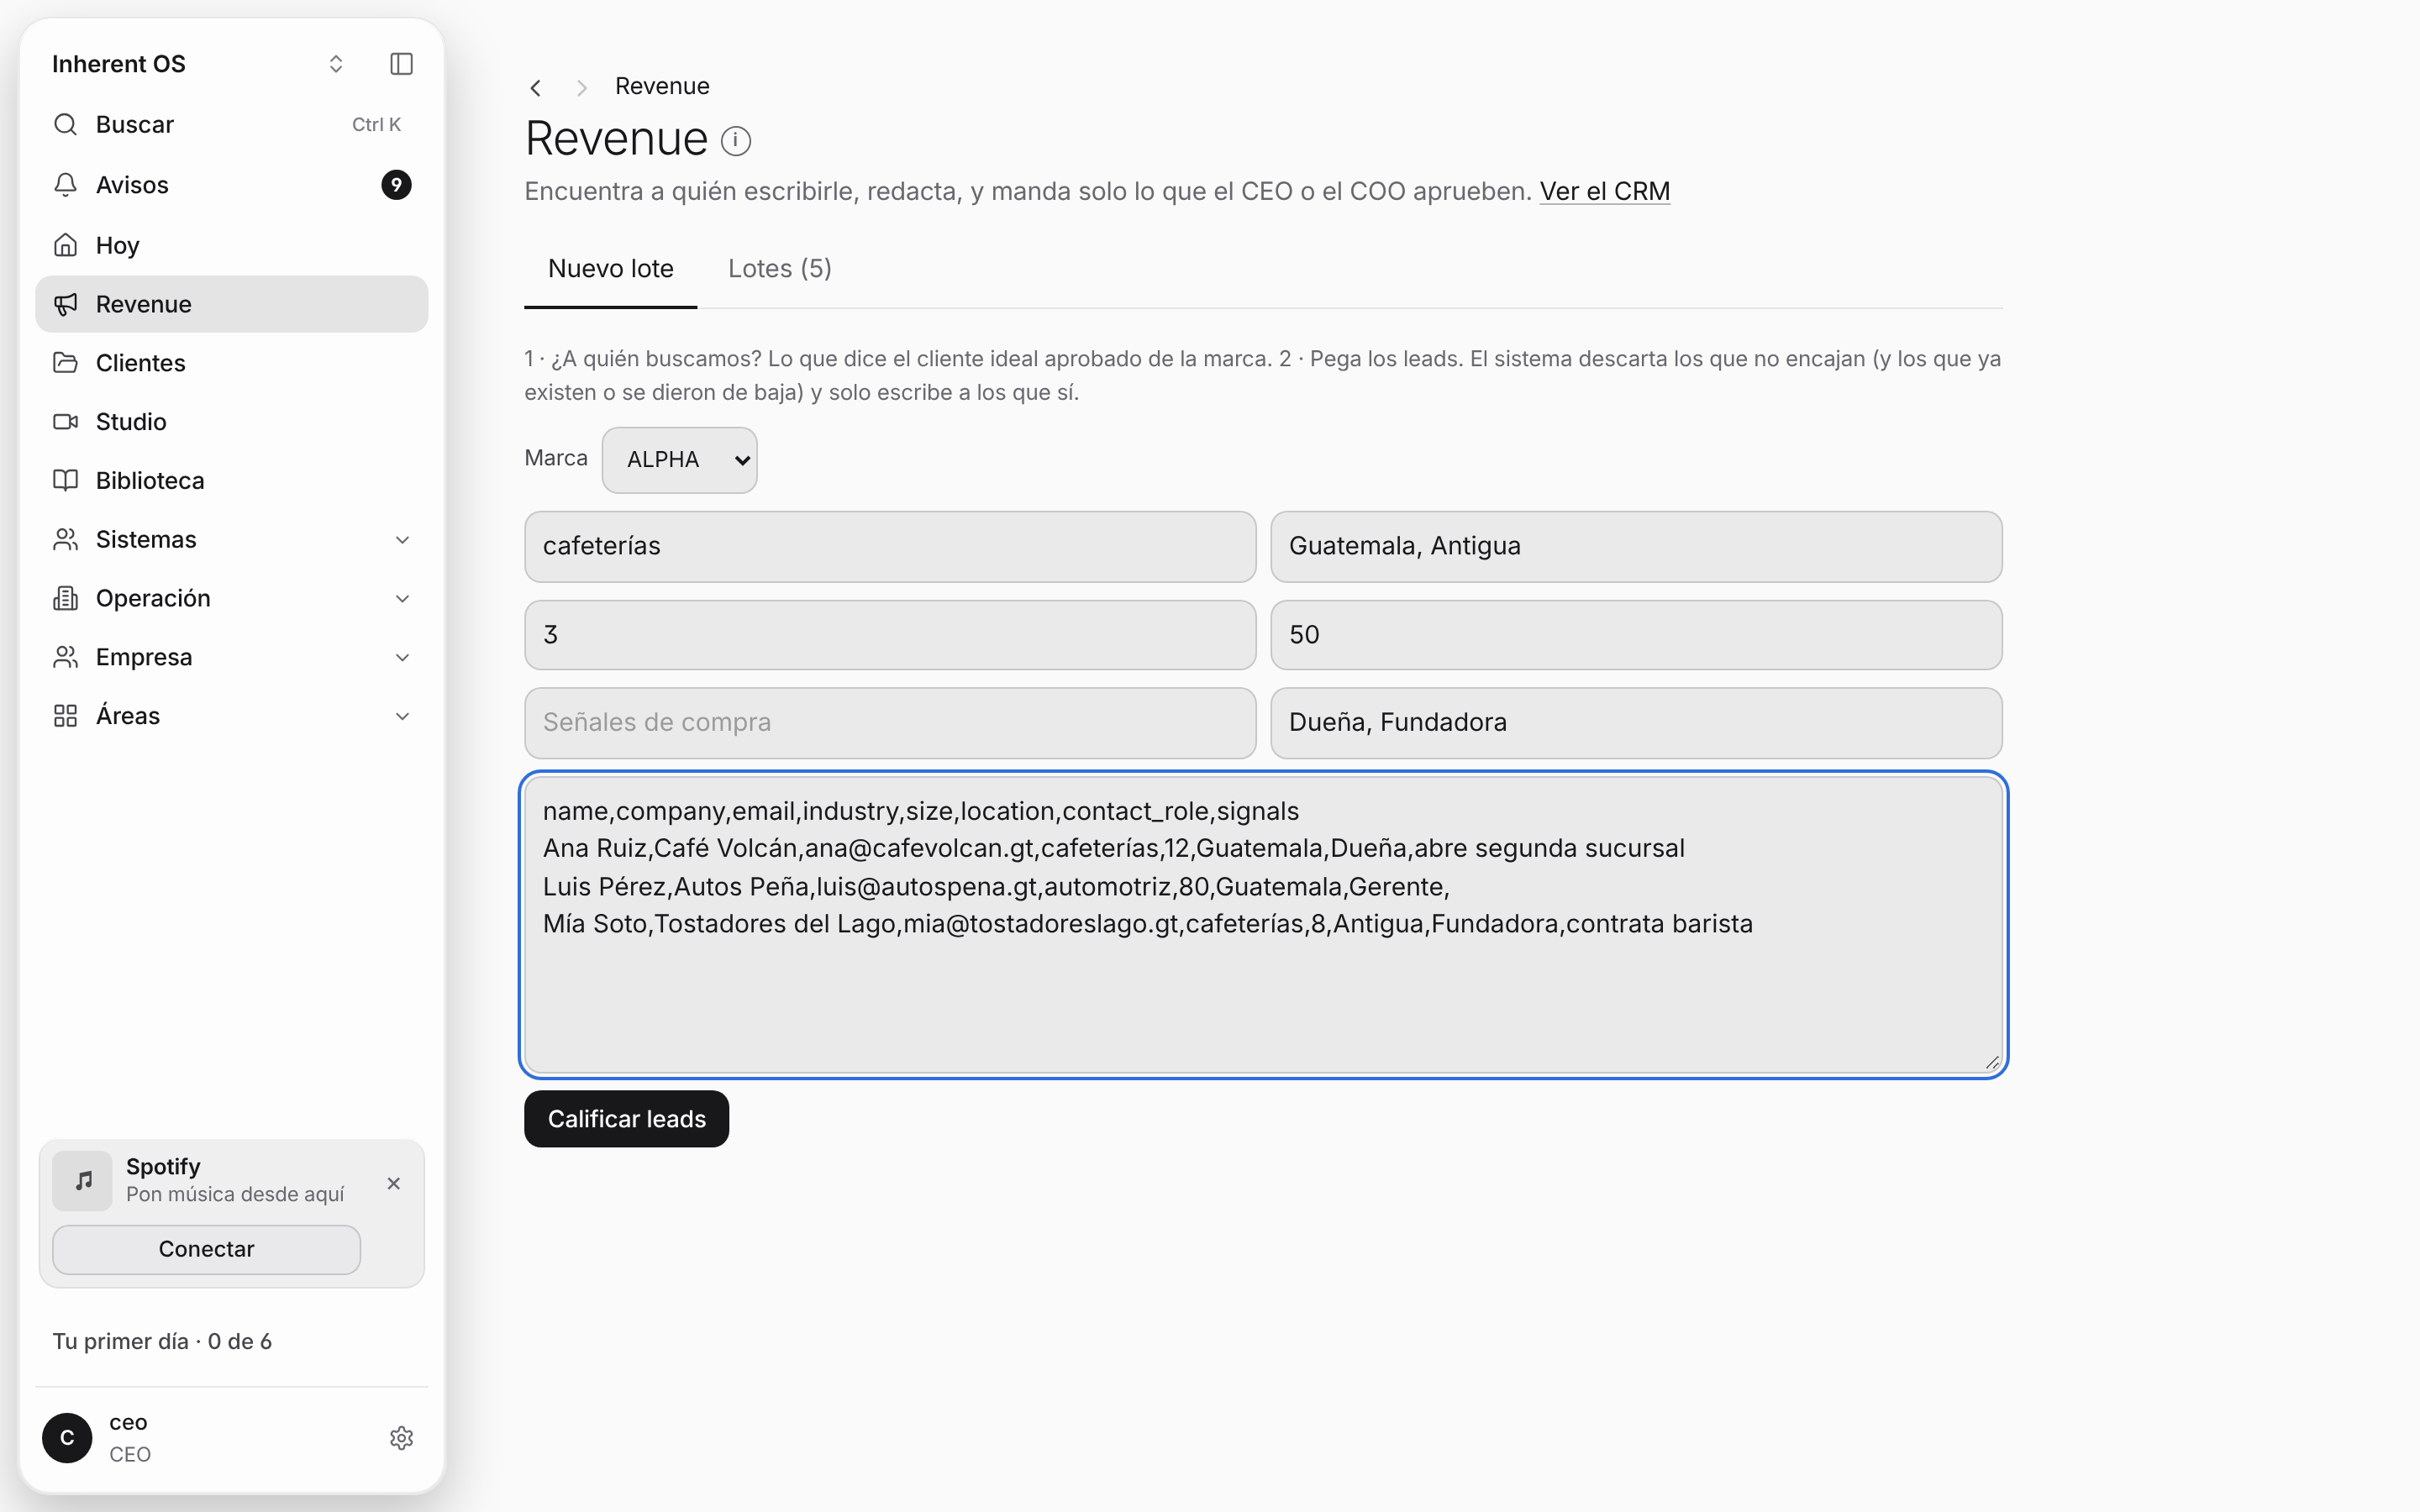 Inherent OS
Buscar
Ctrl K
Avisos
9
Hoy
Revenue
Clientes
Studio
Biblioteca
Sistemas
Operación
Empresa
Áreas
Spotify
Pon música desde aquí
Conectar
Tu primer día · 0 de 6
C
ceo
CEO
Revenue
Revenue
Encuentra a quién escribirle, redacta, y manda solo lo que el CEO o el COO aprueben. Ver el CRM
Nuevo lote
Lotes (5)
1 · ¿A quién buscamos? Lo que dice el cliente ideal aprobado de la marca. 2 · Pega los leads. El sistema descarta los que no encajan (y los que ya
existen o se dieron de baja) y solo escribe a los que sí.
Marca
ALPHA
cafeterías
Guatemala, Antigua
3
50
Señales de compra
Dueña, Fundadora
name,company,email,industry,size,location,contact_role,signals
Ana Ruiz,Café Volcán,ana@cafevolcan.gt,cafeterías,12,Guatemala,Dueña,abre segunda sucursal
Luis Pérez,Autos Peña,luis@autospena.gt,automotriz,80,Guatemala,Gerente,
Mía Soto,Tostadores del Lago,mia@tostadoreslago.gt,cafeterías,8,Antigua,Fundadora,contrata barista
Calificar leads